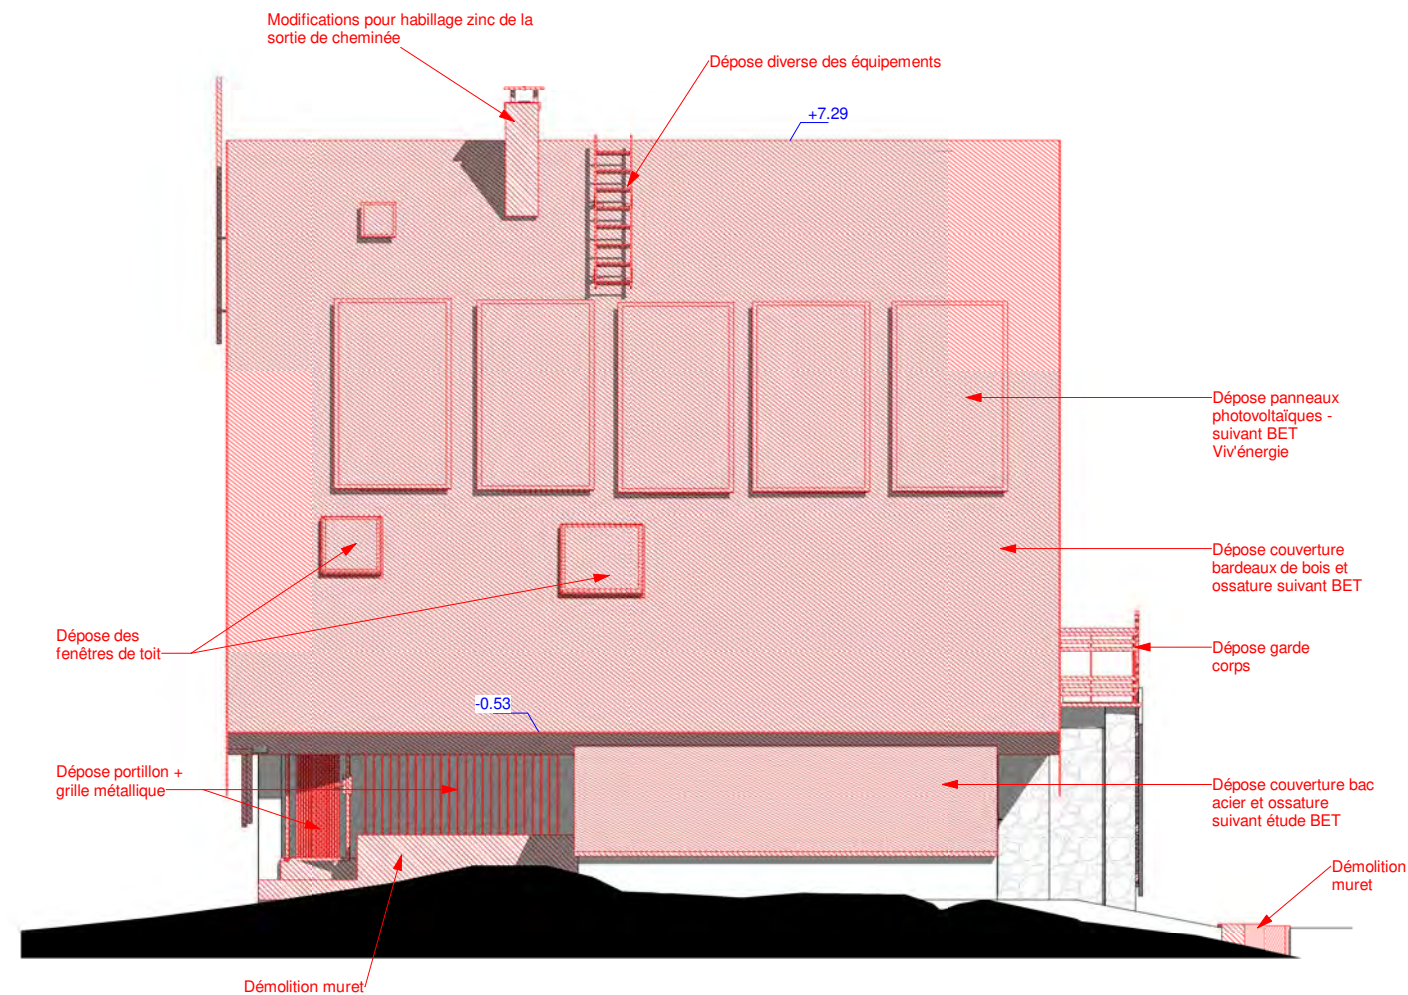 Modifications pour habillage zinc de la
sortie de cheminée
Dépose diverse des équipements
+7.29
Dépose panneaux
photovoltaïques -
suivant BET
Viv'énergie
Dépose couverture
bardeaux de bois et
ossature suivant BET
Dépose des
fenêtres de toit
Dépose garde
corps
-0.53
Dépose portillon +
grille métallique
Dépose couverture bac
acier et ossature
suivant étude BET
Démolition
muret
Démolition muret